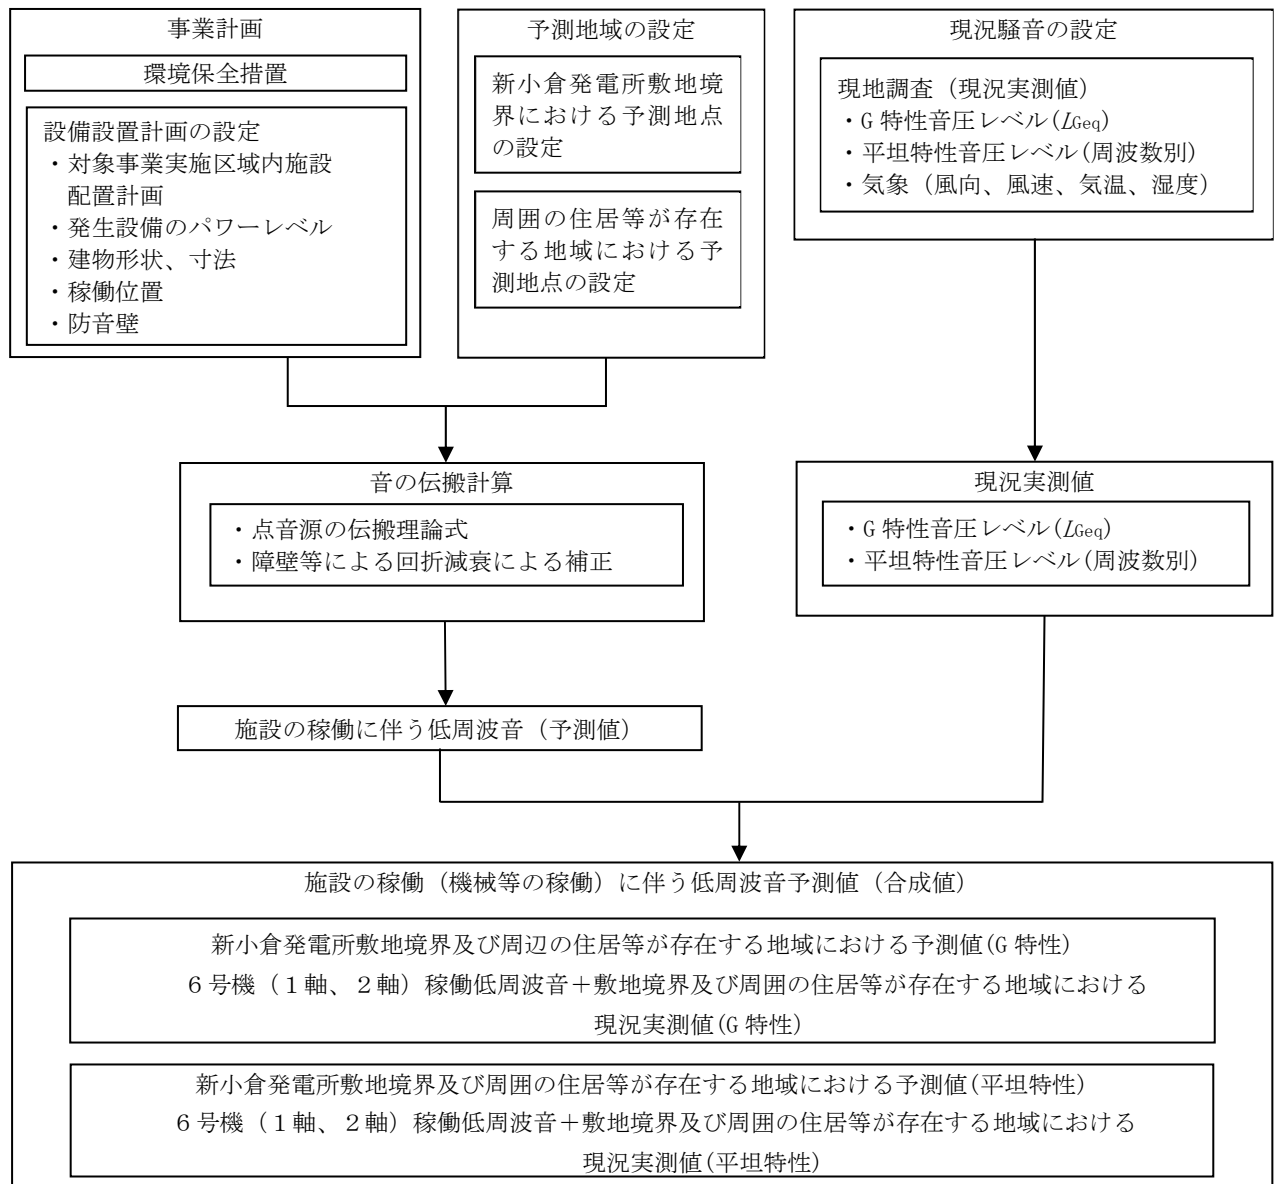 事業計画
環境保全措置
設備設置計画の設定
・対象事業実施区域内施設
配置計画
・発生設備のパワーレベル
・建物形状、寸法
・稼働位置
・防音壁
予測地域の設定
新小倉発電所敷地境
界における予測地点
の設定
周囲の住居等が存在
する地域における予
測地点の設定
現況騒音の設定
現地調査（現況実測値）
・G 特性音圧レベル(LGeq)
・平坦特性音圧レベル(周波数別)
・気象（風向、風速、気温、湿度）
音の伝搬計算
・点音源の伝搬理論式
・障壁等による回折減衰による補正
現況実測値
・G 特性音圧レベル(LGeq)
・平坦特性音圧レベル(周波数別)
施設の稼働に伴う低周波音（予測値）
施設の稼働（機械等の稼働）に伴う低周波音予測値（合成値）
新小倉発電所敷地境界及び周辺の住居等が存在する地域における予測値(G 特性)
６号機（１軸、２軸）稼働低周波音＋敷地境界及び周囲の住居等が存在する地域における
現況実測値(G 特性)
新小倉発電所敷地境界及び周囲の住居等が存在する地域における予測値(平坦特性)
６号機（１軸、２軸）稼働低周波音＋敷地境界及び周囲の住居等が存在する地域における
現況実測値(平坦特性)